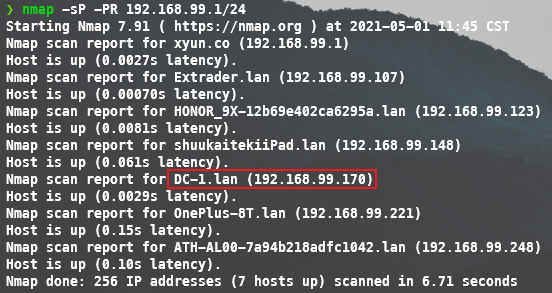 ❯ nmap -sP -PR 192.168.99.1/24
Starting Nmap 7.91 ( https://nmap.org ) at 2021-05-01 11:45 CST
Nmap scan report for xyun.co (192.168.99.1)
Host is up (0.0027s latency).
Nmap scan report for Extrader.lan (192.168.99.107)
Host is up (0.00070s latency).
Nmap scan report for HONOR_9X-12b69e402ca6295a.lan (192.168.99.123)
Host is up (0.0081s latency).
Nmap scan report for shuukaitekiiPad.lan (192.168.99.148)
Host is up (0.061s latency).
Nmap scan report for DC-1.lan (192.168.99.170)
Host is up (0.0029s latency).
Nmap scan report for OnePlus-8T.lan (192.168.99.221)
Host is up (0.15s latency).
Nmap scan report for ATH-AL00-7a94b218adfc1042.lan (192.168.99.248)
Host is up (0.10s latency).
Nmap done: 256 IP addresses (7 hosts up) scanned in 6.71 seconds